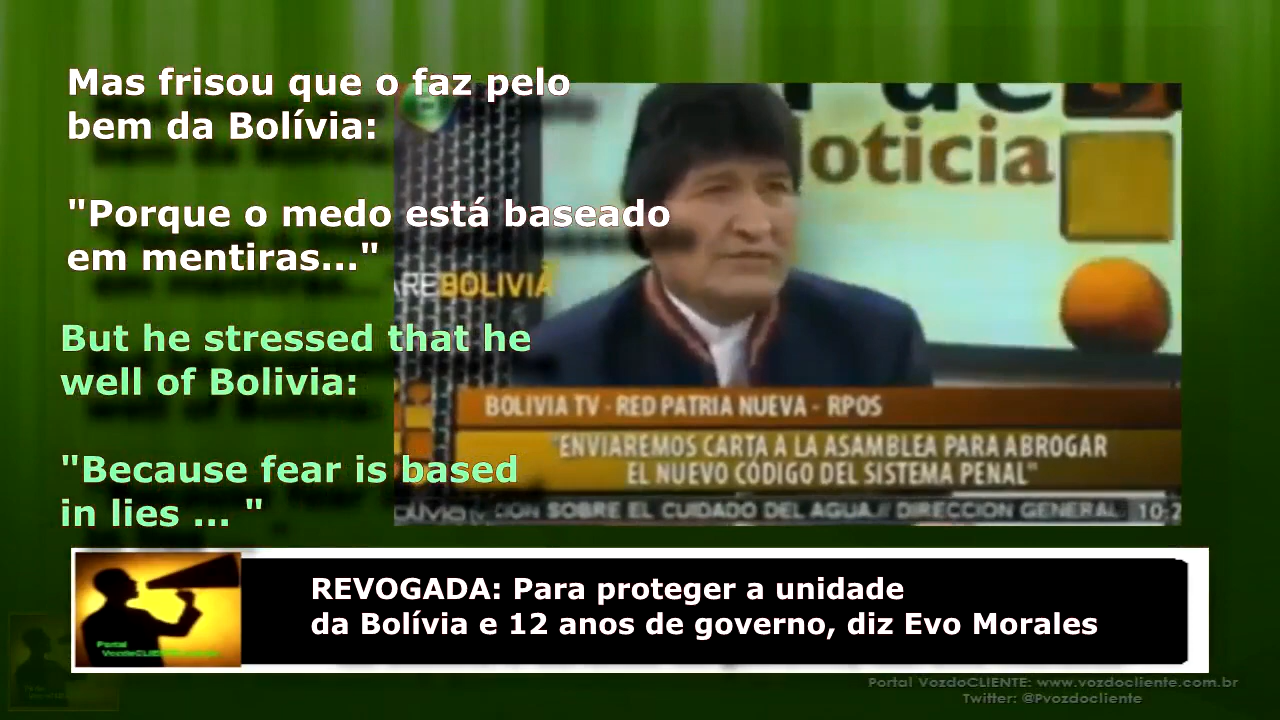 Mas frisou que o faz pelo
bem da Bolívia:
"Porque o medo está baseado
em mentiras..."
But he stressed that he
well of Bolivia:
"Because fear is based
in lies ... "
oticia
AREBOLIVIA
BOLIVIA TV - RED PATRIA NUEVA - RPOS
"ENVIAREMOS CARTA A LA ASAMBLEA PARA ABROGAR
EL NUEVO CÓDIGO DEL SISTEMA PENAL"
SOBRE EL CUIDADO DEL AGUA // DIRECCION GENERAL
REVOGADA: Para proteger a unidade
da Bolívia e 12 anos de governo, diz Evo Morales
Portal
VozdoCLIENTE
Portal VozdoCLIENTE: www.vozdocliente.com.br
Twitter: @Pvozdocliente